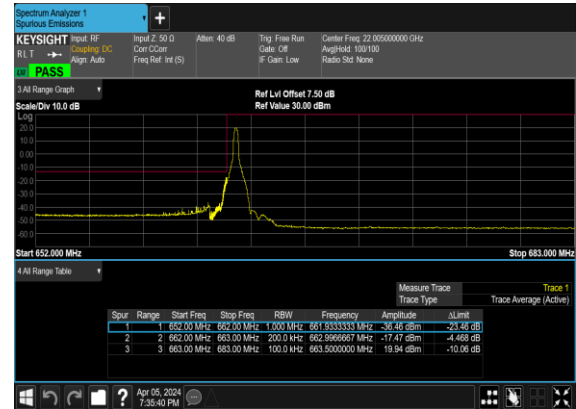 Spectrum Analyzer 1
Spurious Emissions
KEYSIGHT Input: RF Input Z: 50 Ω Atten: 40 dB Trig: Free Run Center Freq: 22.005000000 GHz
RLT Coupling: DC Corr CCorr Gate: Off Avg|Hold: 100/100
Align: Auto Freq Ref: Int (S) IF Gain: Low Radio Std: None
PASS
3 All Range Graph Ref Lvl Offset 7.50 dB
Scale/Div 10.0 dB Ref Value 30.00 dBm
Log
20.0
10.0
0.00
-10.0
-20.0
-30.0
-40.0
-50.0
-60.0
Start 652.000 MHz Stop 683.000 MHz
4 All Range Table
Measure Trace Trace 1
Trace Type Trace Average (Active)
Spur Range Start Freq Stop Freq RBW Frequency Amplitude ΔLimit
1 1 652.00 MHz 662.00 MHz 1.000 MHz 661.9333333 MHz -36.46 dBm -23.46 dB
2 2 662.00 MHz 663.00 MHz 200.0 kHz 662.9966667 MHz -17.47 dBm -4.468 dB
3 3 663.00 MHz 683.00 MHz 100.0 kHz 663.5000000 MHz 19.94 dBm -10.06 dB
? Apr 05, 2024
7:35:40 PM